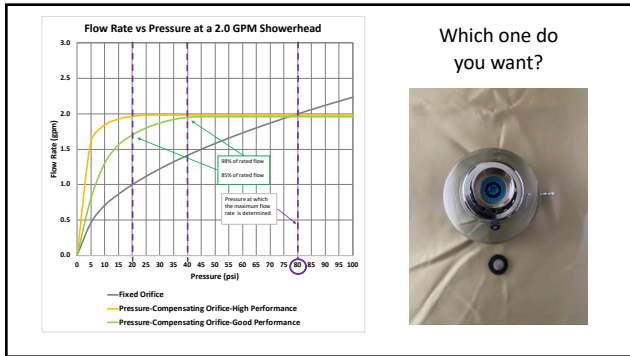 Flow Rate vs Pressure at a 2.0 GPM Showerhead
3.0
2.5
2.0
1.5
1.0
0.5
0.0
Flow Rate (gpm)
98% of rated flow
85% of rated flow
Pressure at which
the maximum flow
rate is determined
0 5 10 15 20 25 30 35 40 45 50 55 60 65 70 75 80 85 90 95 100
Pressure (psi)
Fixed Orifice
Pressure-Compensating Orifice-High Performance
Pressure-Compensating Orifice-Good Performance
Which one do
you want?